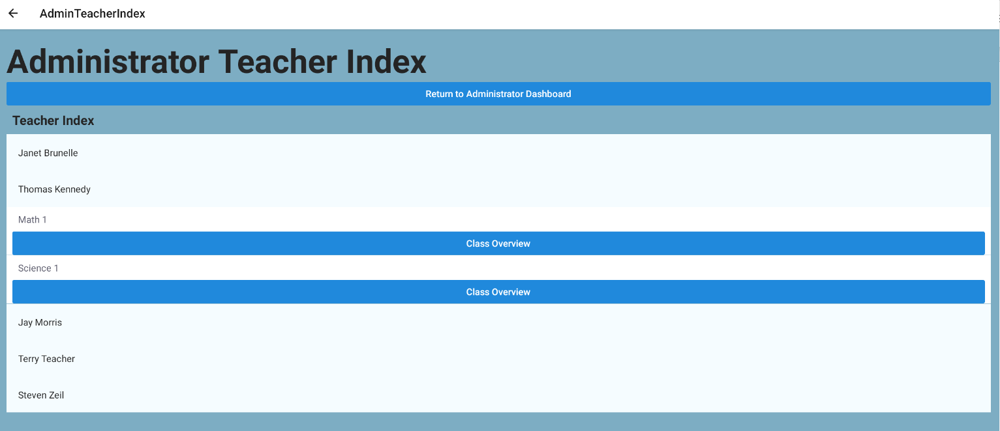 AdminTeacherIndex
Administrator Teacher Index
Return to Administrator Dashboard
Teacher Index
Janet Brunelle
Thomas Kennedy
Math 1
Class Overview
Science 1
Class Overview
Jay Morris
Terry Teacher
Steven Zeil